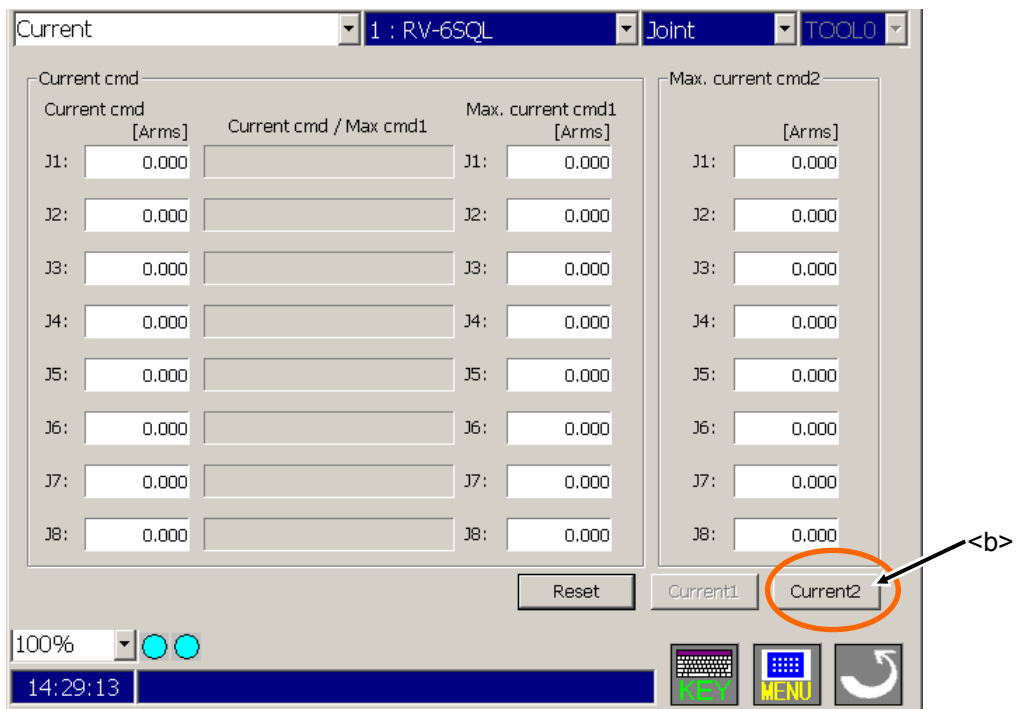 Current 1 : RV-6SQL Joint TOOL0
Current cmd Max. current cmd2
Current cmd Max. current cmd1
[Arms] Current cmd / Max cmd1 [Arms] [Arms]
J1: 0.000 J1: 0.000 J1: 0.000
J2: 0.000 J2: 0.000 J2: 0.000
J3: 0.000 J3: 0.000 J3: 0.000
J4: 0.000 J4: 0.000 J4: 0.000
J5: 0.000 J5: 0.000 J5: 0.000
J6: 0.000 J6: 0.000 J6: 0.000
J7: 0.000 J7: 0.000 J7: 0.000
J8: 0.000 J8: 0.000 J8: 0.000
<b>
Reset Current1 Current2
100%
14:29:13 KEY MENU